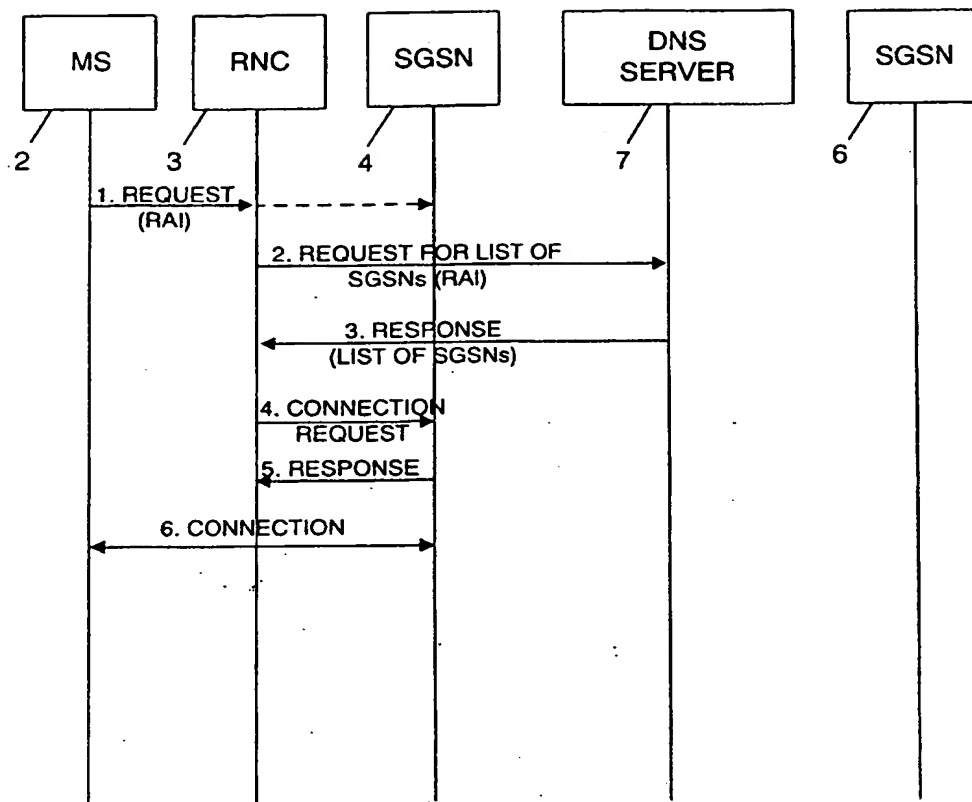 MS
RNC
SGSN
DNS
SERVER
SGSN
2
3
4
7
6
1. REQUEST
(RAI)
2. REQUEST FOR LIST OF
SGSNs (RAI)
3. RESPONSE
(LIST OF SGSNs)
4. CONNECTION
REQUEST
5. RESPONSE
6. CONNECTION